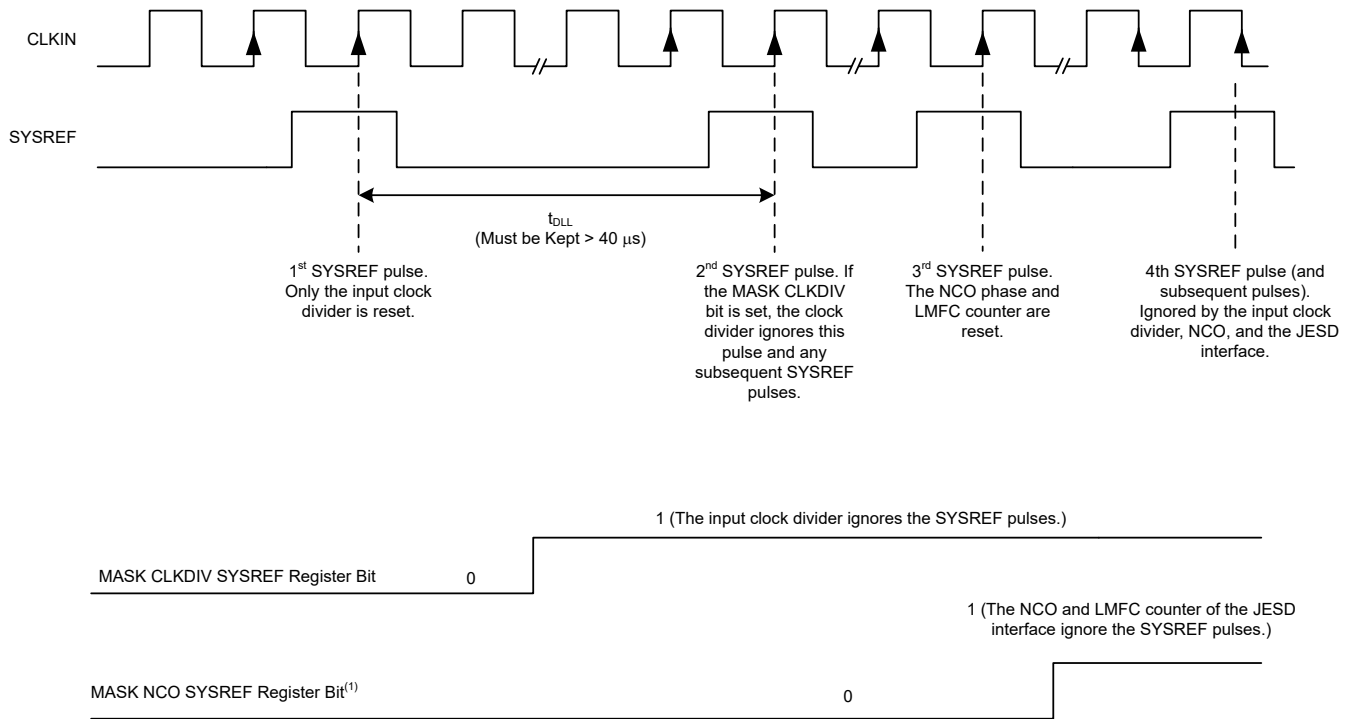 CLKIN
SYSREF
t_DLL
(Must be Kept > 40 μs)
1st SYSREF pulse.
Only the input clock
divider is reset.
2nd SYSREF pulse. If
the MASK CLKDIV
bit is set, the clock
divider ignores this
pulse and any
subsequent SYSREF
pulses.
3rd SYSREF pulse.
The NCO phase and
LMFC counter are
reset.
4th SYSREF pulse (and
subsequent pulses).
Ignored by the input clock
divider, NCO, and the JESD
interface.
1 (The input clock divider ignores the SYSREF pulses.)
MASK CLKDIV SYSREF Register Bit 0
1 (The NCO and LMFC counter of the JESD
interface ignore the SYSREF pulses.)
MASK NCO SYSREF Register Bit(1) 0